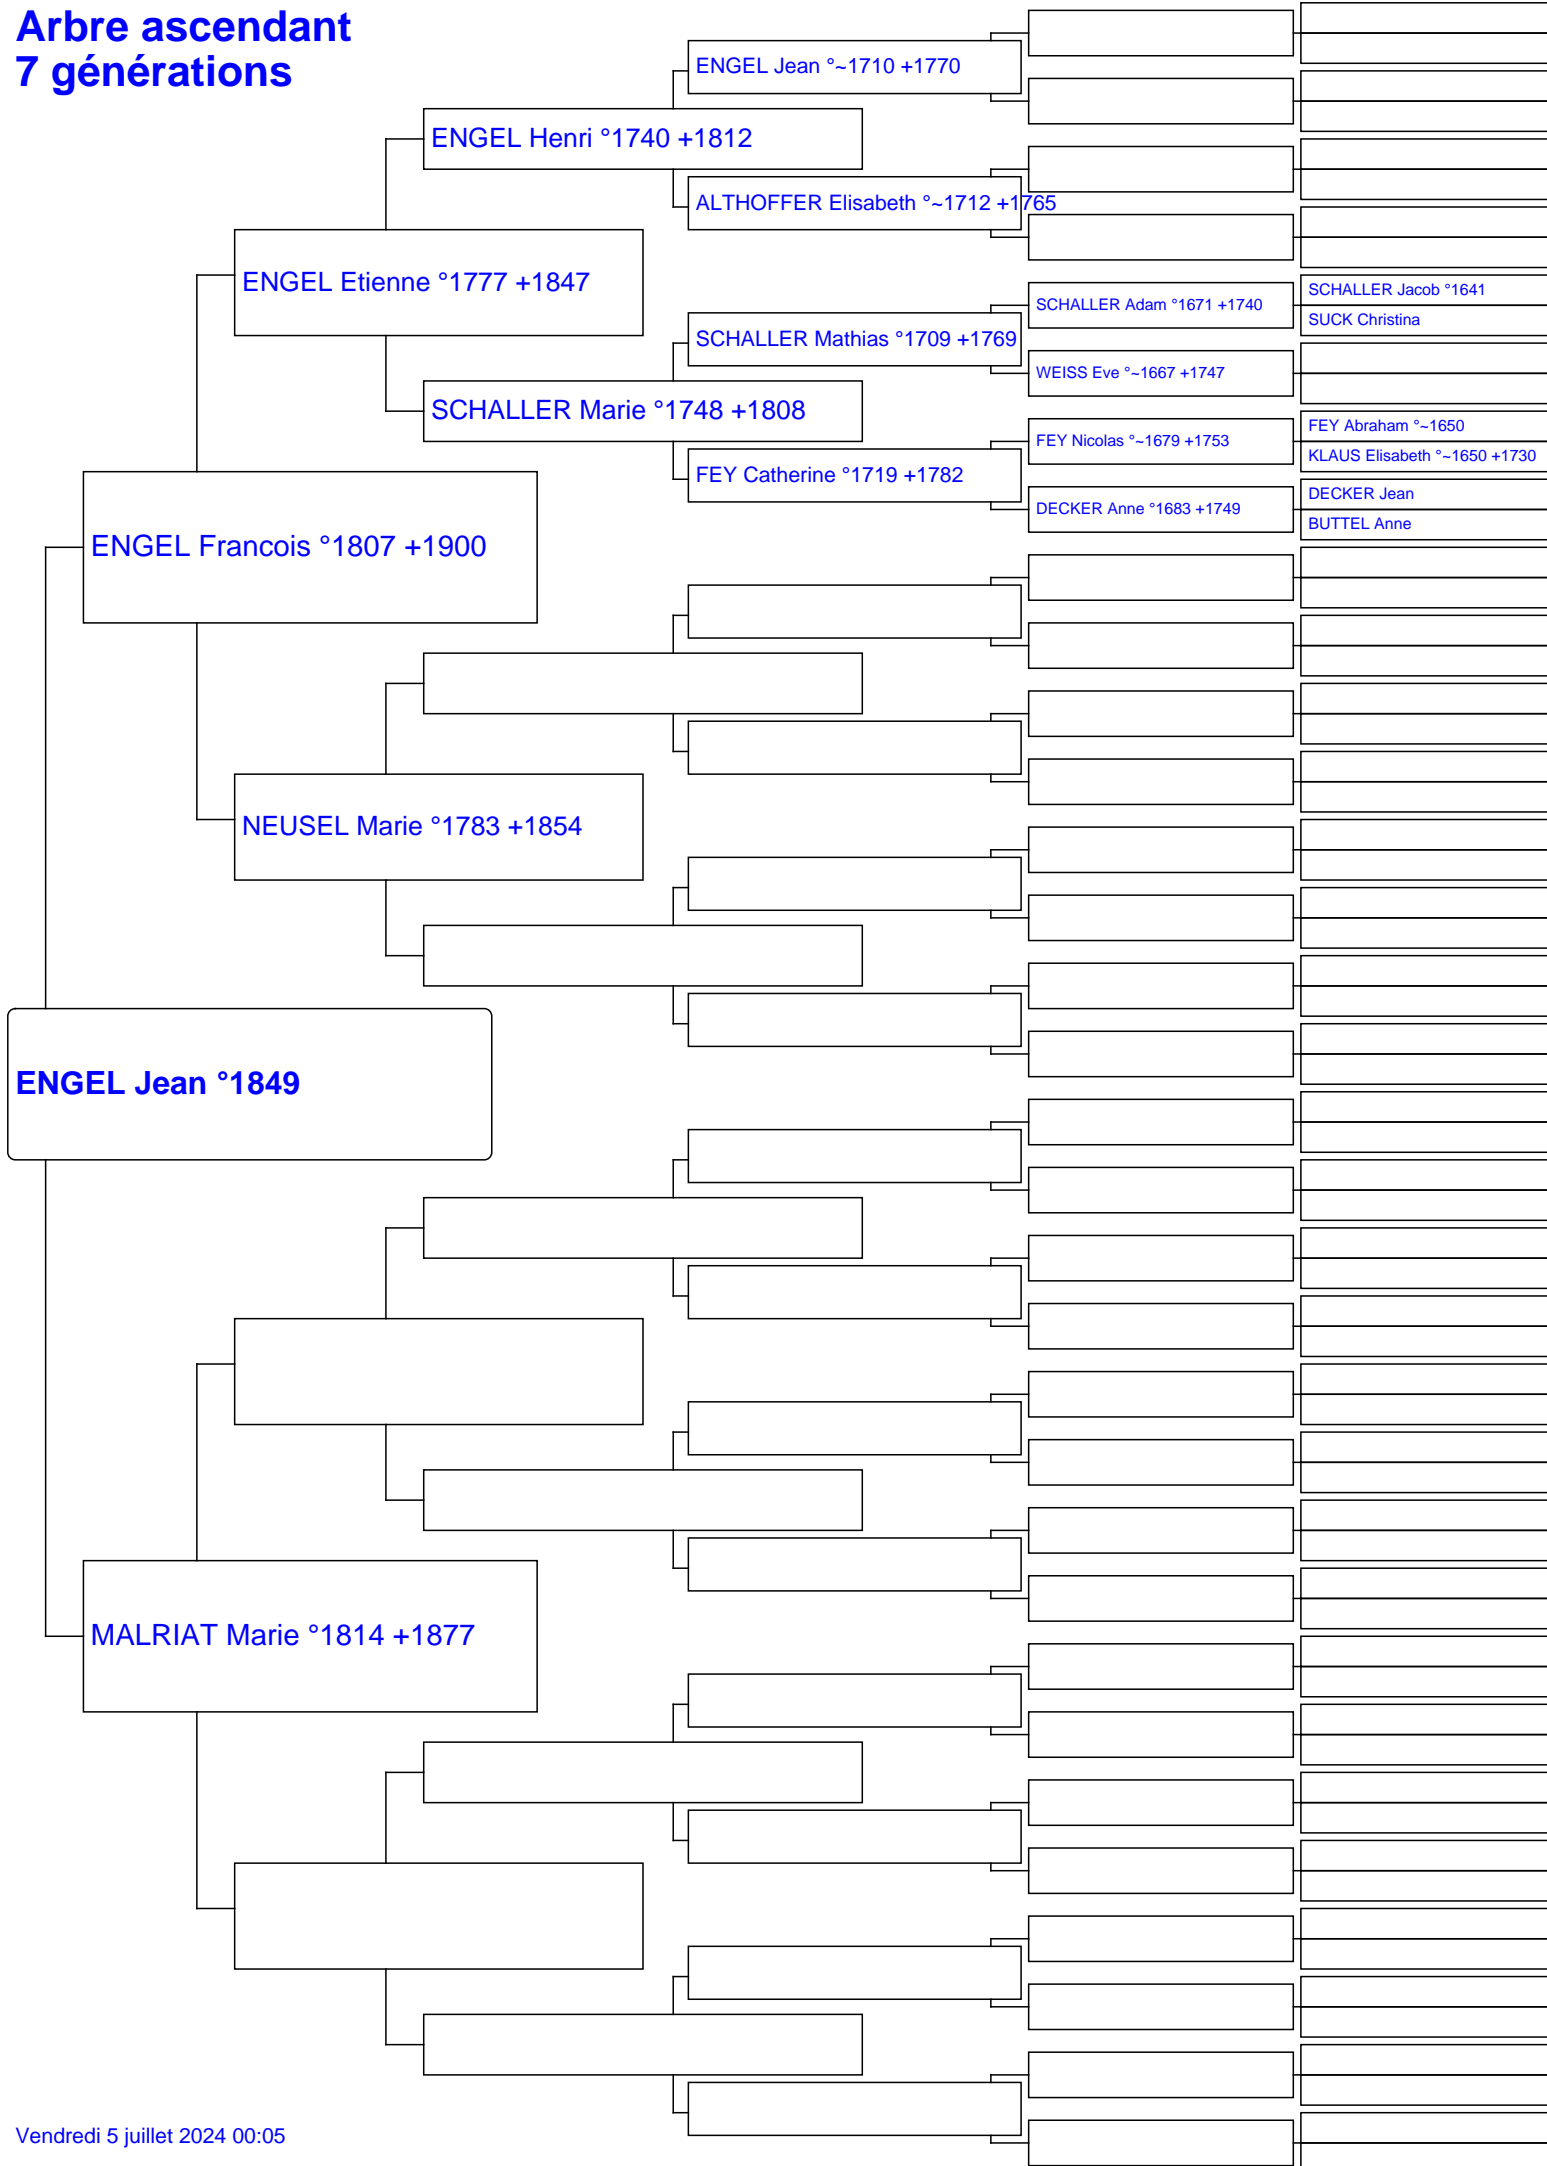 Arbre ascendant
7 générations
ENGEL Jean °~1710 +1770
ENGEL Henri °1740 +1812
ALTHOFFER Elisabeth °~1712 +1765
ENGEL Etienne °1777 +1847
SCHALLER Jacob °1641
SCHALLER Adam °1671 +1740
SUCK Christina
SCHALLER Mathias °1709 +1769
WEISS Eve °~1667 +1747
SCHALLER Marie °1748 +1808
FEY Abraham °~1650
FEY Nicolas °~1679 +1753
KLAUS Elisabeth °~1650 +1730
FEY Catherine °1719 +1782
DECKER Jean
DECKER Anne °1683 +1749
BUTTEL Anne
ENGEL Francois °1807 +1900
NEUSEL Marie °1783 +1854
ENGEL Jean °1849
MALRIAT Marie °1814 +1877
Vendredi 5 juillet 2024 00:05